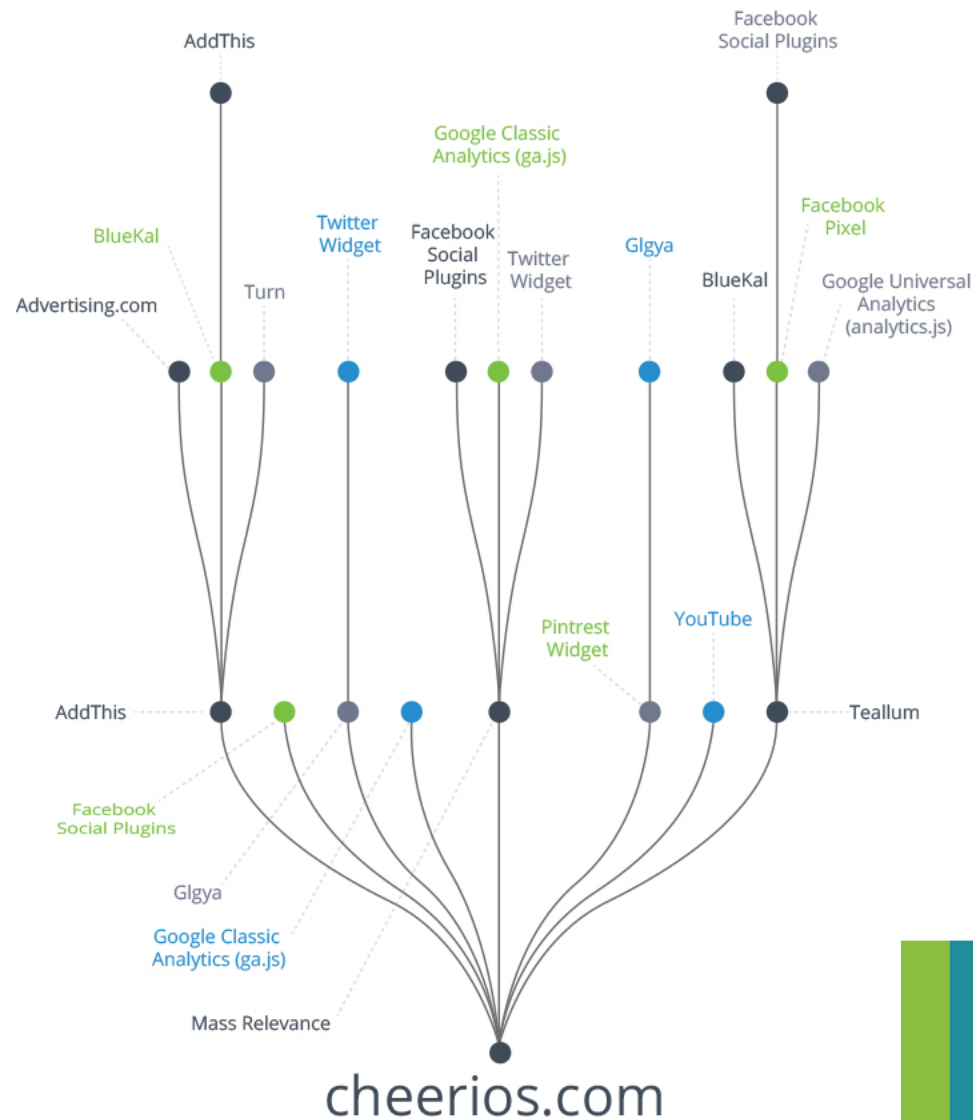 AddThis
Facebook
Social Plugins
Google Classic
Analytics (ga.js)
BlueKal
Twitter
Widget
Facebook
Social
Plugins
Twitter
Widget
Glgya
Facebook
Pixel
Advertising.com
Turn
BlueKal
Google Universal
Analytics
(analytics.js)
Pintrest
Widget
YouTube
AddThis
Teallum
Facebook
Social Plugins
Glgya
Google Classic
Analytics (ga.js)
Mass Relevance
cheerios.com